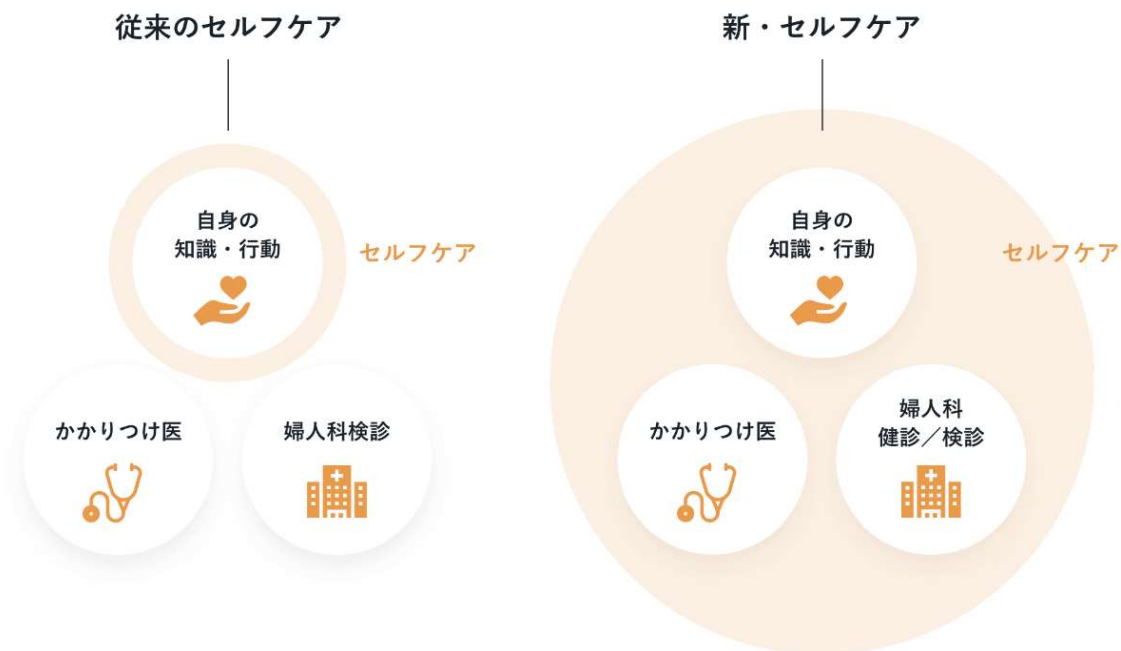 従来のセルフケア
自身の
知識・行動
セルフケア
かかりつけ医
婦人科検診
新・セルフケア
自身の
知識・行動
セルフケア
かかりつけ医
婦人科
健診／検診